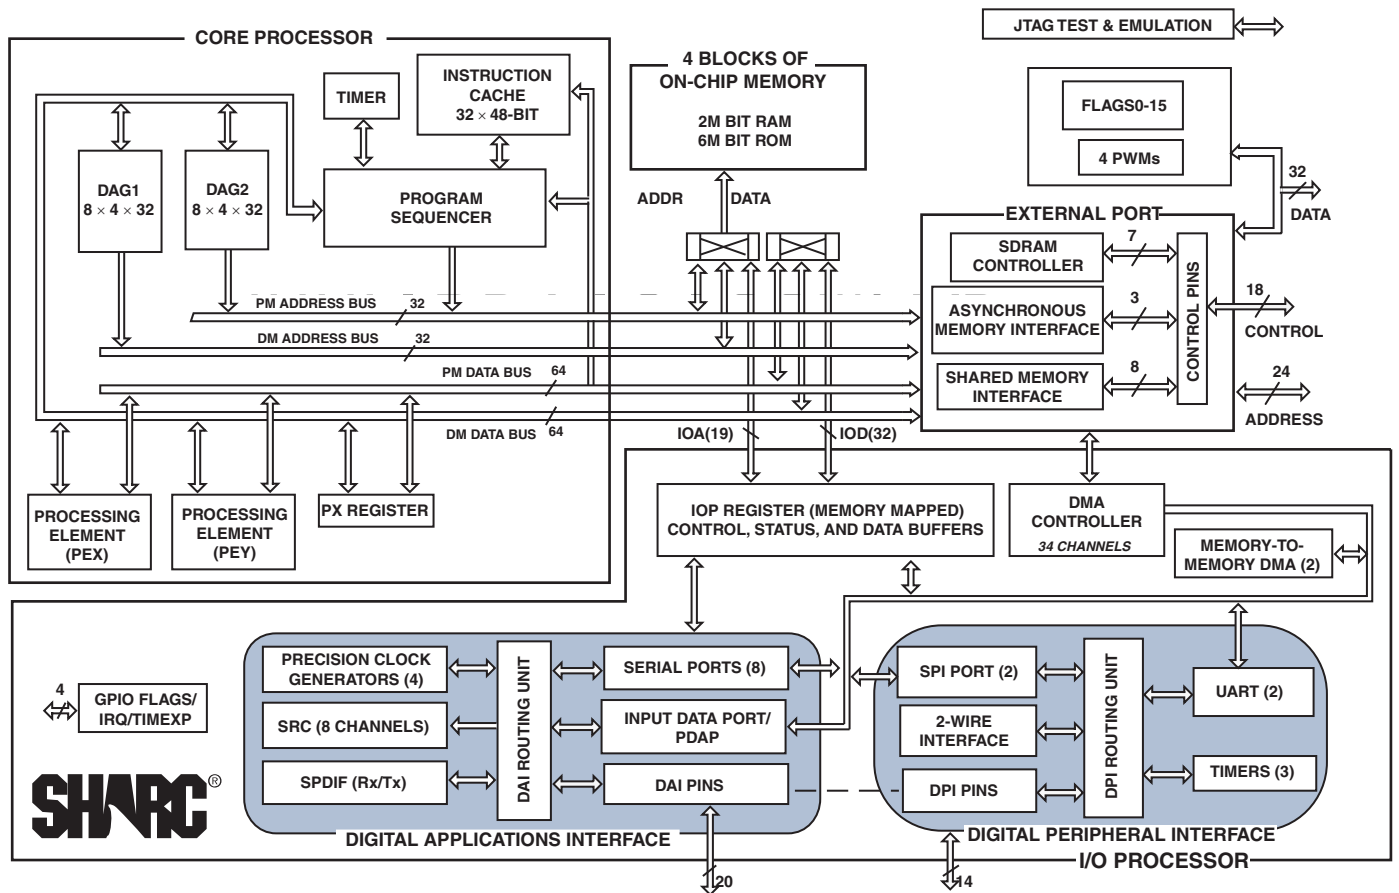 JTAG TEST & EMULATION
CORE PROCESSOR
TIMER
INSTRUCTION
CACHE
32 × 48-BIT
DAG1
8 × 4 × 32
DAG2
8 × 4 × 32
PROGRAM
SEQUENCER
4 BLOCKS OF
ON-CHIP MEMORY
2M BIT RAM
6M BIT ROM
ADDR
DATA
FLAGS0-15
4 PWMs
32
DATA
EXTERNAL PORT
SDRAM
CONTROLLER
7
ASYNCHRONOUS
MEMORY INTERFACE
3
SHARED MEMORY
INTERFACE
8
CONTROL PINS
18
CONTROL
24
ADDRESS
PM ADDRESS BUS
32
DM ADDRESS BUS
32
PM DATA BUS
64
DM DATA BUS
64
IOA(19)
IOD(32)
PROCESSING
ELEMENT
(PEX)
PROCESSING
ELEMENT
(PEY)
PX REGISTER
IOP REGISTER (MEMORY MAPPED)
CONTROL, STATUS, AND DATA BUFFERS
DMA
CONTROLLER
34 CHANNELS
MEMORY-TO-
MEMORY DMA (2)
4
GPIO FLAGS/
IRQ/TIMEXP
PRECISION CLOCK
GENERATORS (4)
SRC (8 CHANNELS)
SPDIF (Rx/Tx)
DAI ROUTING UNIT
SERIAL PORTS (8)
INPUT DATA PORT/
PDAP
DAI PINS
DIGITAL APPLICATIONS INTERFACE
20
SPI PORT (2)
2-WIRE
INTERFACE
DPI PINS
DPI ROUTING UNIT
UART (2)
TIMERS (3)
DIGITAL PERIPHERAL INTERFACE
14
I/O PROCESSOR
SHARC®